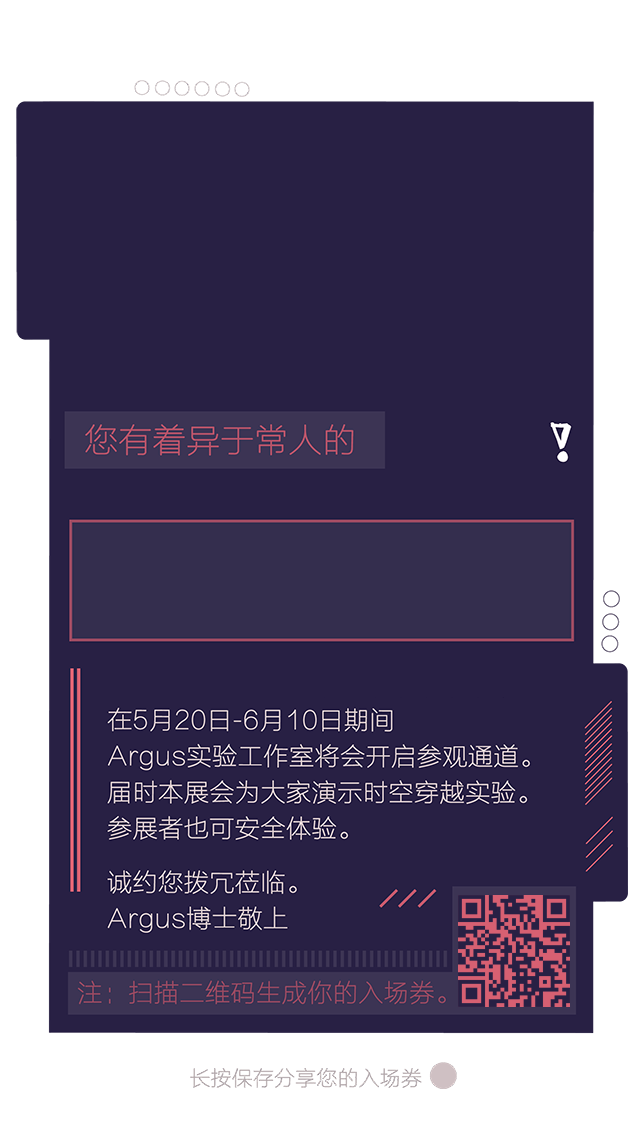 您有着异于常人的
!
在5月20日-6月10日期间
Argus实验工作室将会开启参观通道。
届时本展会为大家演示时空穿越实验。
参展者也可安全体验。
诚约您拨冗莅临。
Argus博士敬上
注：扫描二维码生成你的入场券。
长按保存分享您的入场券